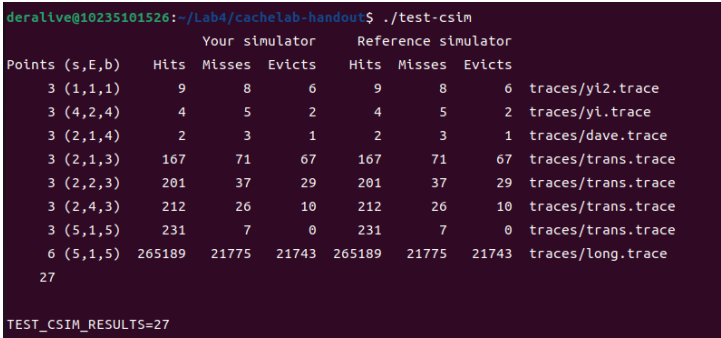 deralive@10235101526:~/Lab4/cachelab-handout$ ./test-csim
Your simulator Reference simulator
Points (s,E,b) Hits Misses Evicts Hits Misses Evicts
3 (1,1,1) 9 8 6 9 8 6 traces/yi2.trace
3 (4,2,4) 4 5 2 4 5 2 traces/yi.trace
3 (2,1,4) 2 3 1 2 3 1 traces/dave.trace
3 (2,1,3) 167 71 67 167 71 67 traces/trans.trace
3 (2,2,3) 201 37 29 201 37 29 traces/trans.trace
3 (2,4,3) 212 26 10 212 26 10 traces/trans.trace
3 (5,1,5) 231 7 0 231 7 0 traces/trans.trace
6 (5,1,5) 265189 21775 21743 265189 21775 21743 traces/long.trace
27
TEST_CSIM_RESULTS=27